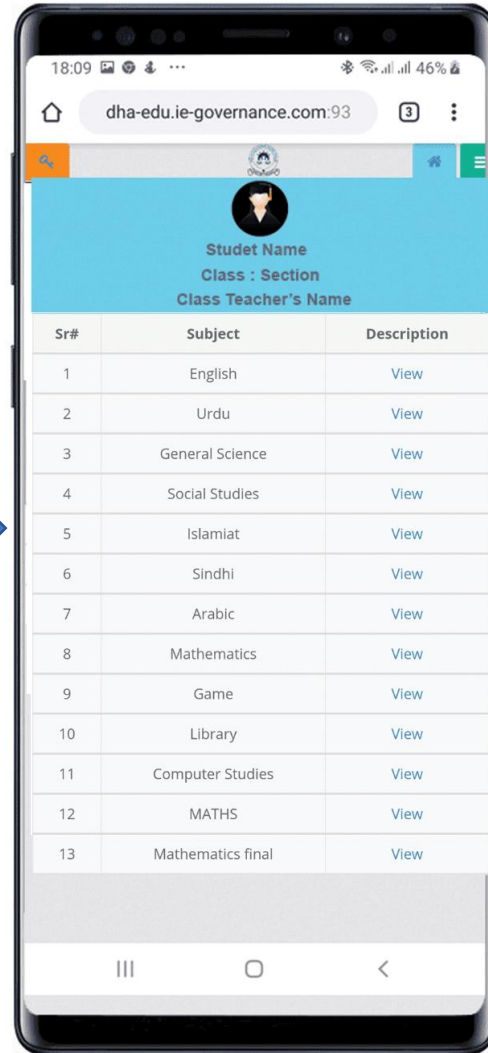 18:09 ... 46%
dha-edu.ie-governance.com:93 3
Studet Name
Class : Section
Class Teacher's Name
Sr# Subject Description
1 English View
2 Urdu View
3 General Science View
4 Social Studies View
5 Islamiat View
6 Sindhi View
7 Arabic View
8 Mathematics View
9 Game View
10 Library View
11 Computer Studies View
12 MATHS View
13 Mathematics final View